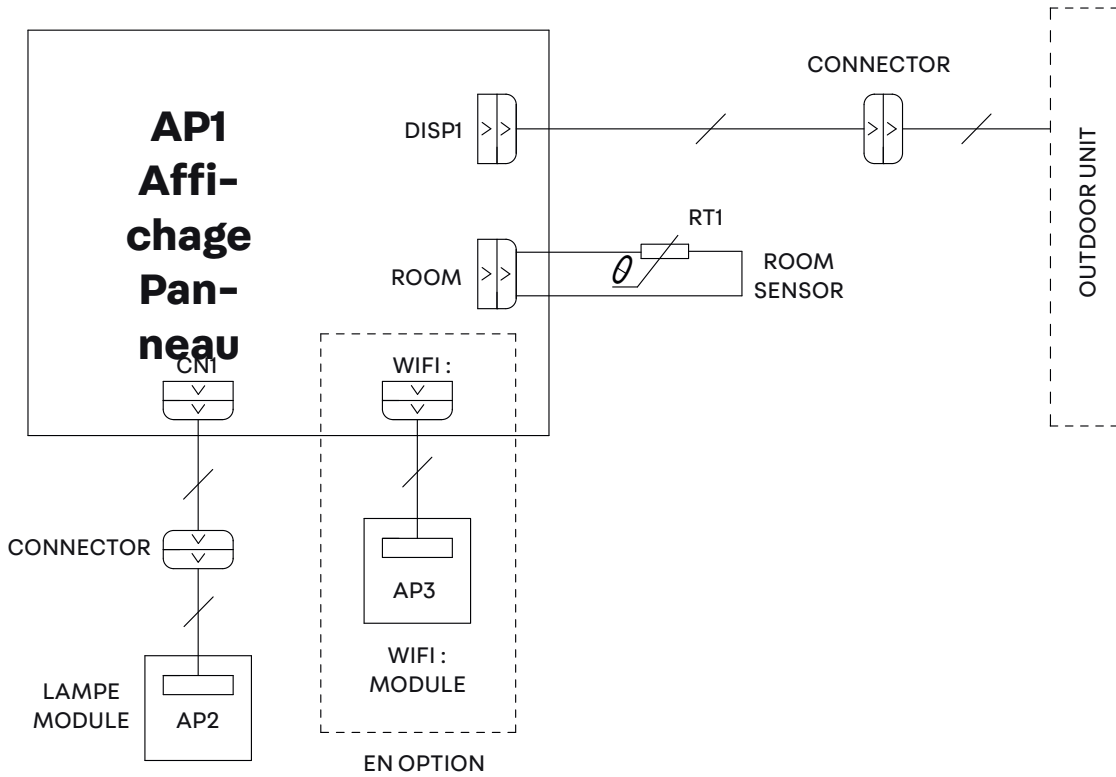 CONNECTOR
AP1
Affi-
chage
Pan-
neau
DISP1
OUTDOOR UNIT
RT1
ROOM
ROOM
SENSOR
CN1
WIFI :
CONNECTOR
AP3
WIFI :
MODULE
LAMPE
MODULE
AP2
EN OPTION